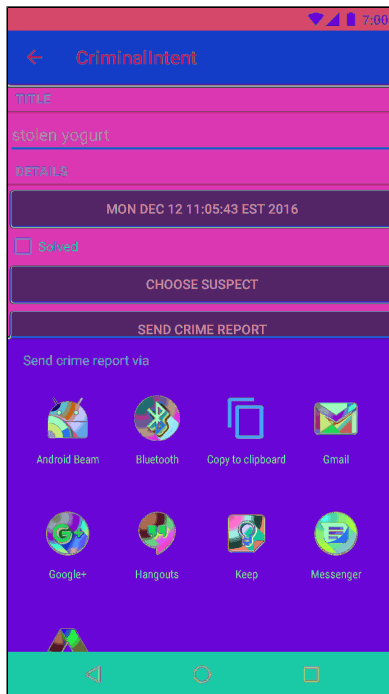 7:00
CriminalIntent
TITLE
stolen yogurt
DETAILS
MON DEC 12 11:05:43 EST 2016
Solved
CHOOSE SUSPECT
SEND CRIME REPORT
Send crime report via
Android Beam Bluetooth Copy to clipboard Gmail
Google+ Hangouts Keep Messenger